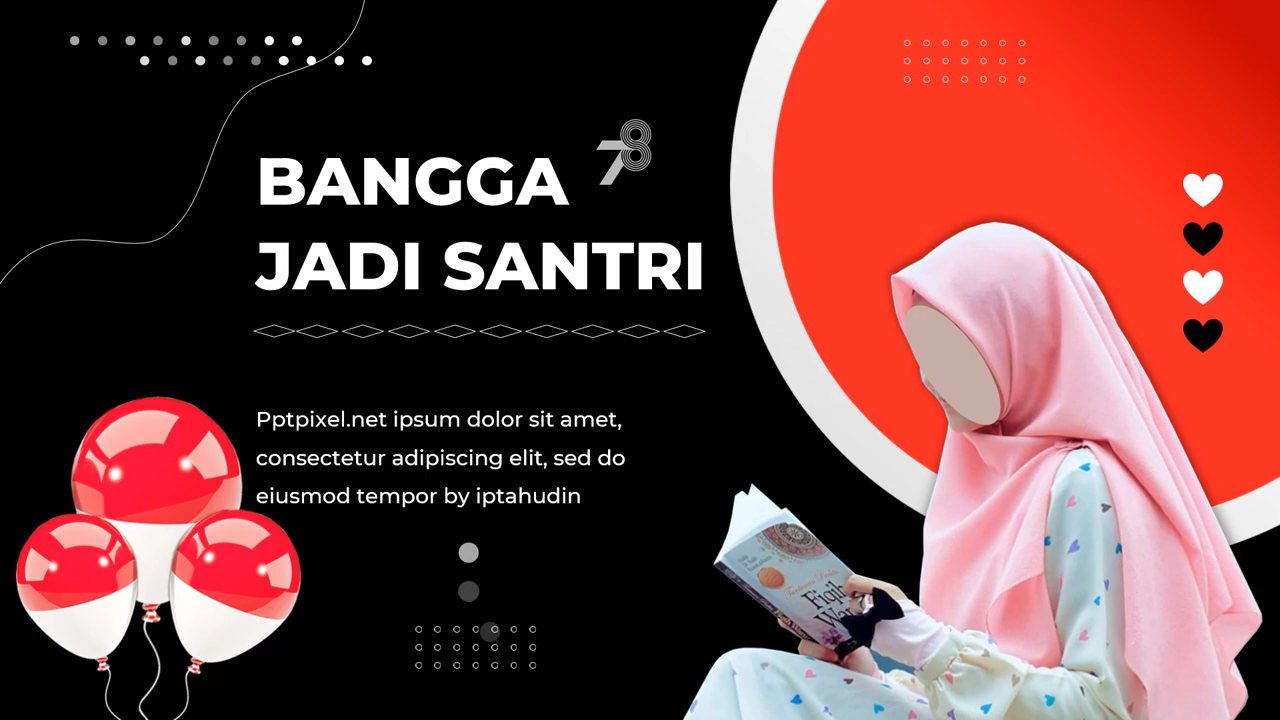 78
BANGGA
JADI SANTRI
Pptpixel.net ipsum dolor sit amet,
consectetur adipiscing elit, sed do
eiusmod tempor by iptahudin
Fiqih